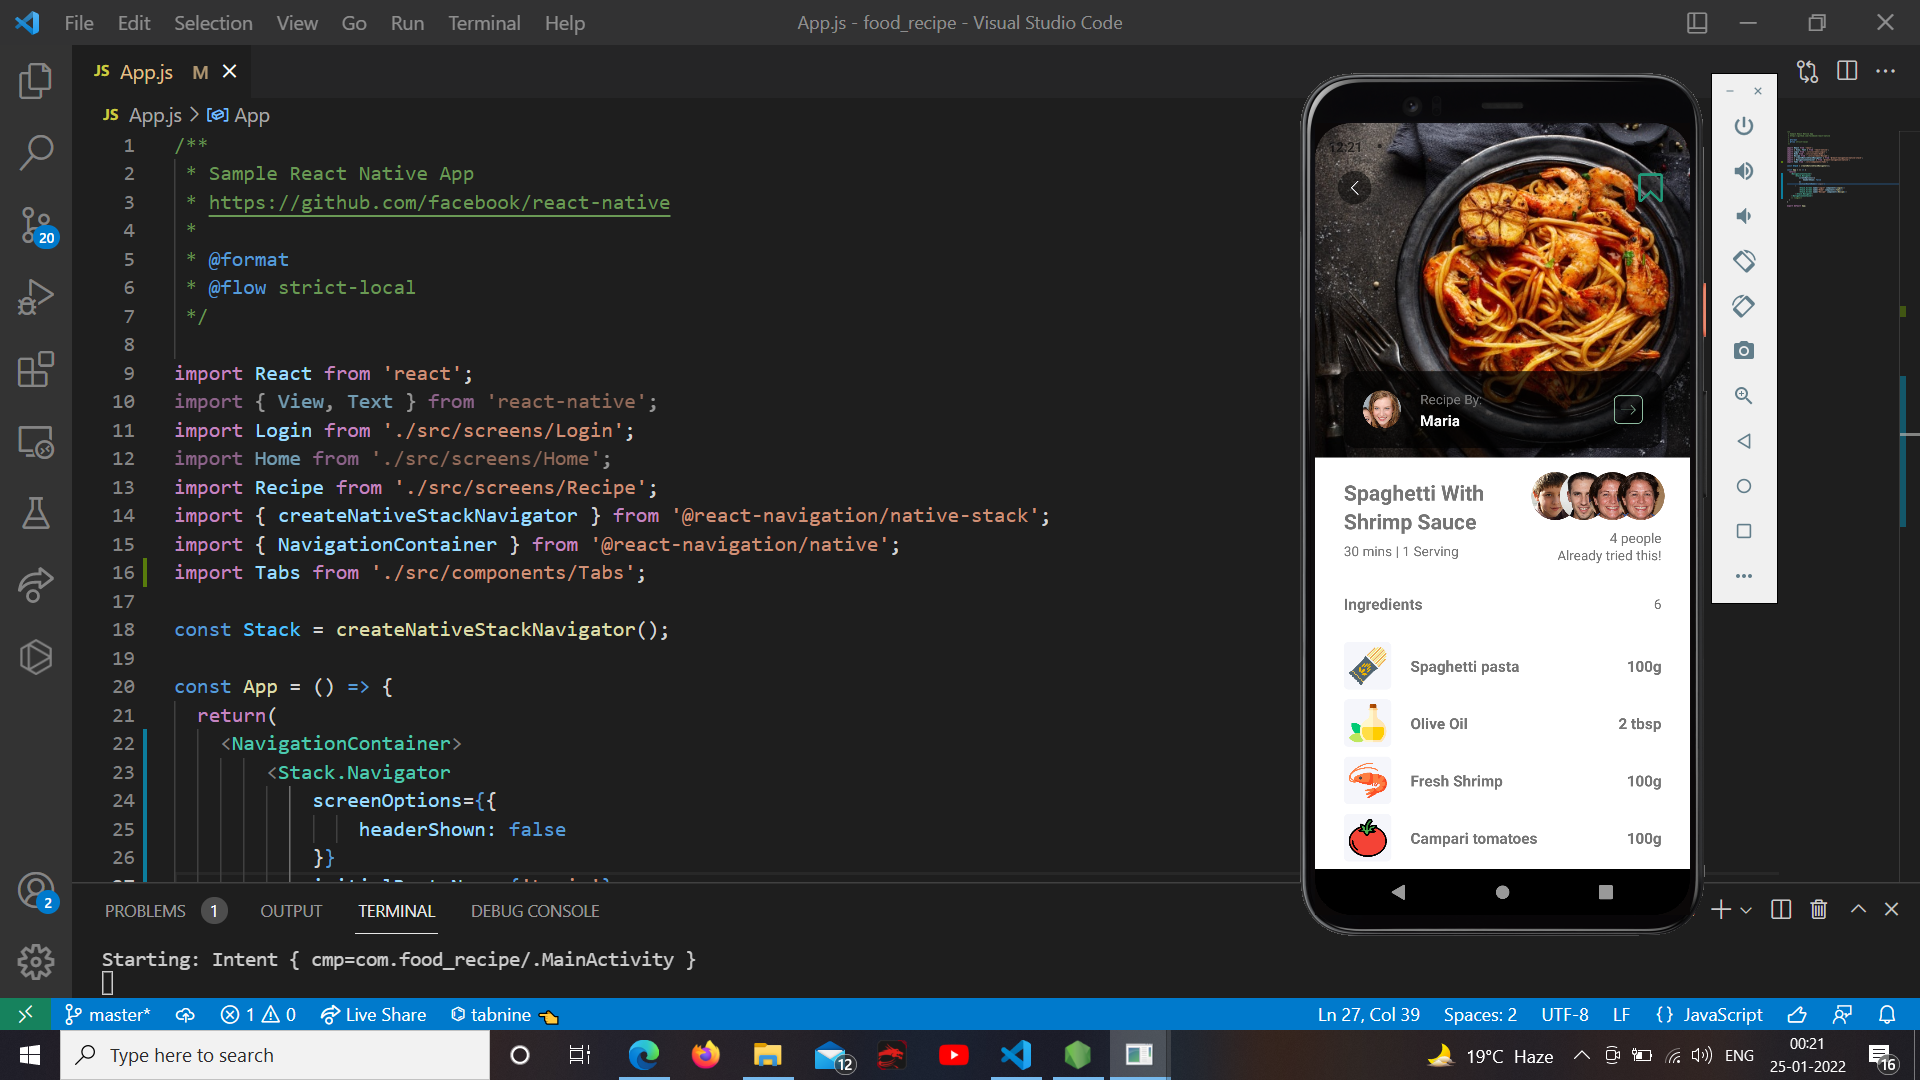 File Edit Selection View Go Run Terminal Help
App.js - food_recipe - Visual Studio Code
JS App.js M
JS App.js > App
1 /**
2 * Sample React Native App
3 * https://github.com/facebook/react-native
4 *
5 * @format
6 * @flow strict-local
7 */
8
9 import React from 'react';
10 import { View, Text } from 'react-native';
11 import Login from './src/screens/Login';
12 import Home from './src/screens/Home';
13 import Recipe from './src/screens/Recipe';
14 import { createNativeStackNavigator } from '@react-navigation/native-stack';
15 import { NavigationContainer } from '@react-navigation/native';
16 import Tabs from './src/components/Tabs';
17
18 const Stack = createNativeStackNavigator();
19
20 const App = () => {
21 return(
22 <NavigationContainer>
23 <Stack.Navigator
24 screenOptions={{
25 headerShown: false
26 }}
20
2
12:21
Recipe By:
Maria
Spaghetti With
Shrimp Sauce
30 mins | 1 Serving
4 people
Already tried this!
Ingredients 6
Spaghetti pasta 100g
Olive Oil 2 tbsp
Fresh Shrimp 100g
Campari tomatoes 100g
PROBLEMS 1 OUTPUT TERMINAL DEBUG CONSOLE
Starting: Intent { cmp=com.food_recipe/.MainActivity }
master* 1 0 Live Share tabnine
Ln 27, Col 39 Spaces: 2 UTF-8 LF {} JavaScript
Type here to search
12
19°C Haze ENG
00:21
25-01-2022
16